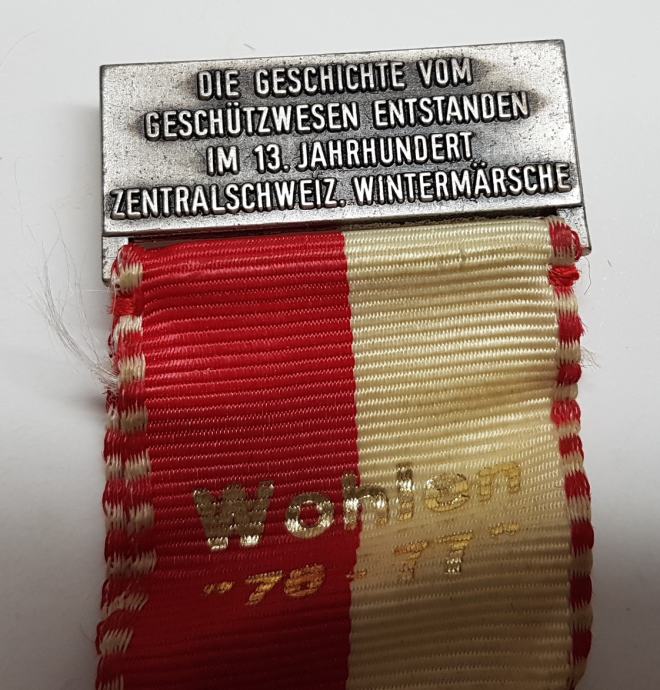 DIE GESCHICHTE VOM
GESCHÜTZWESEN ENTSTANDEN
IM 13. JAHRHUNDERT
ZENTRALSCHWEIZ. WINTERMÄRSCHE
Wohlen
"76-77"